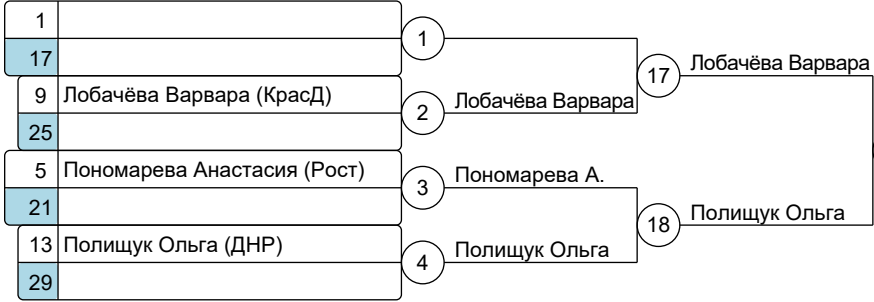 1
17
1
9 Лобачёва Варвара (КрасД)
25
2
Лобачёва Варвара
17
Лобачёва Варвара
5 Пономарева Анастасия (Рост)
21
3
Пономарева А.
13 Полищук Ольга (ДНР)
29
4
Полищук Ольга
18
Полищук Ольга